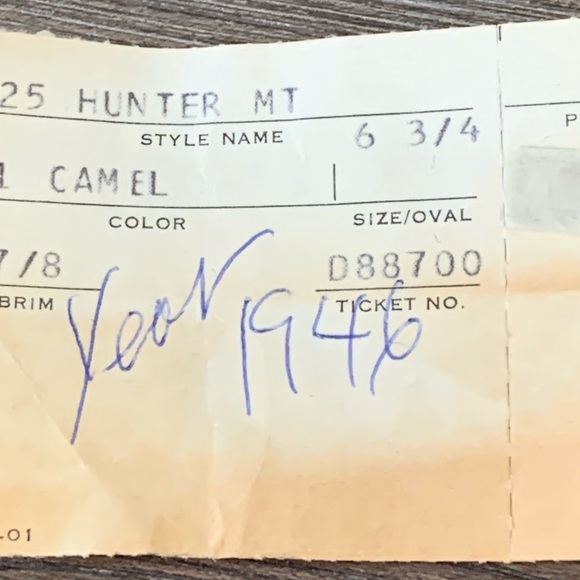 25 HUNTER MT
STYLE NAME 6 3/4
P
1 CAMEL
COLOR SIZE/OVAL
7/8 D88700
BRIM TICKET NO.
Year 1946
-01